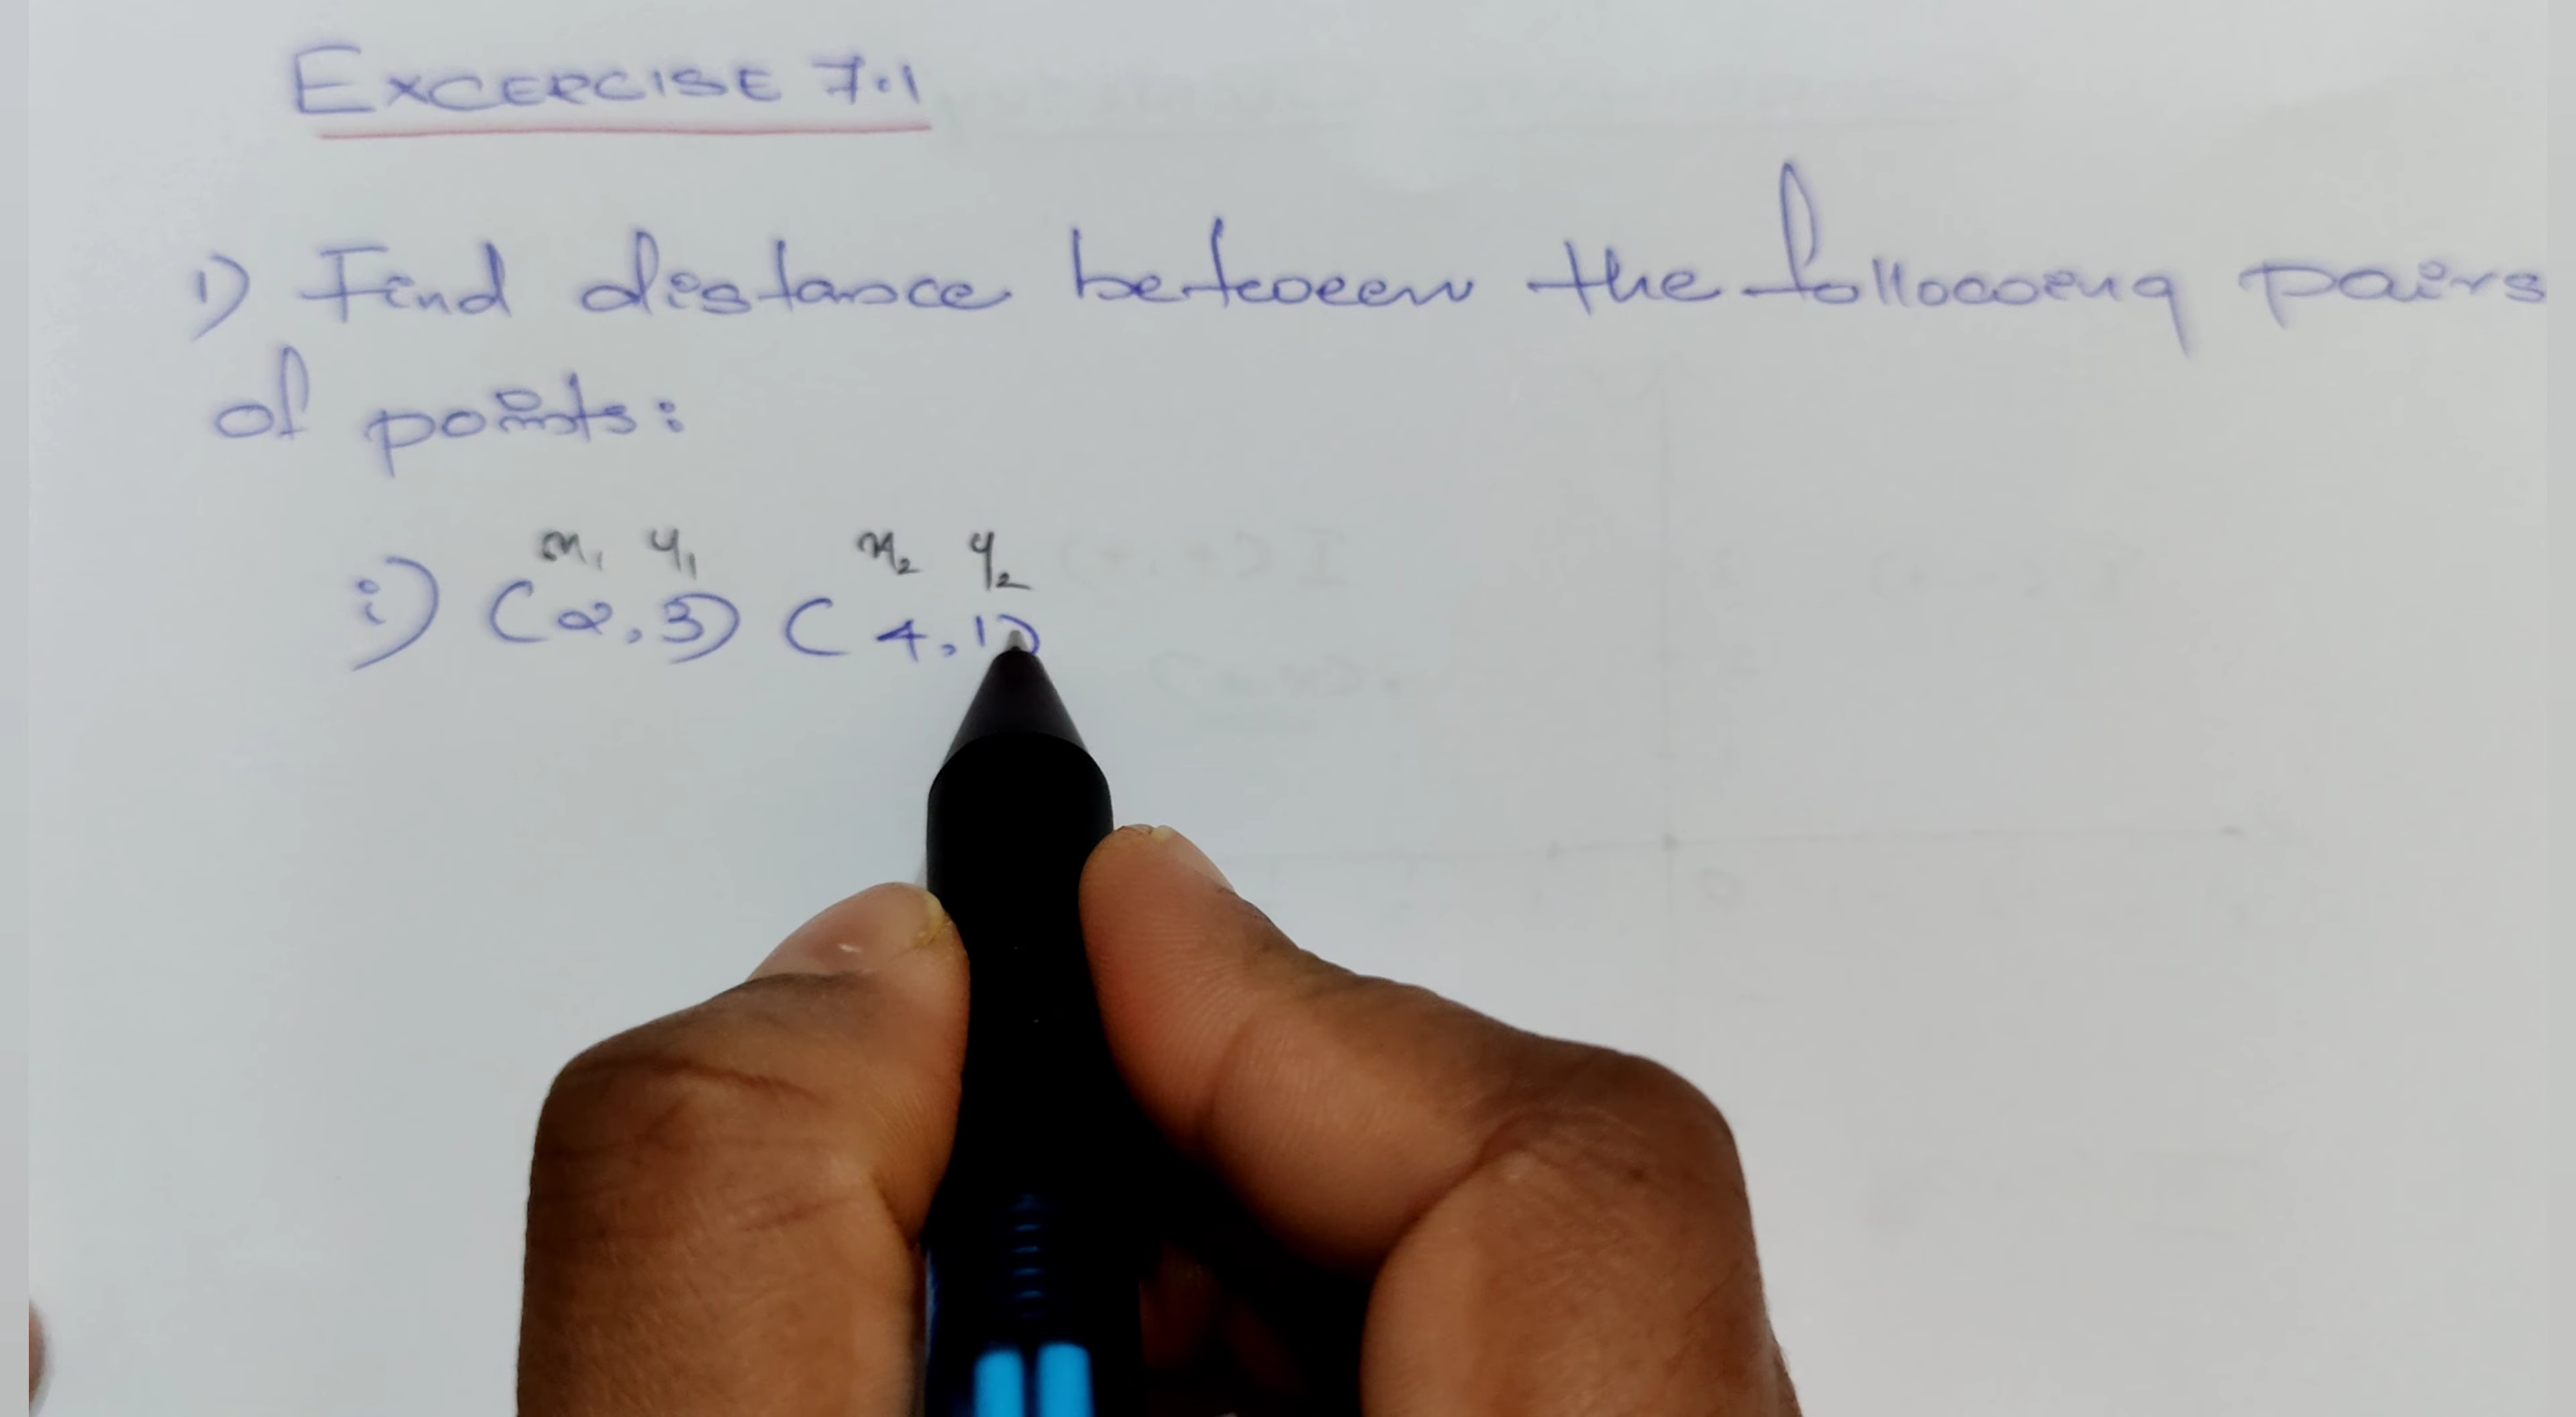 EXCERCISE 7.1
1) Find distance between the following pairs
of points:
x₁ y₁ x₂ y₂
i) (2,3) (4,1)